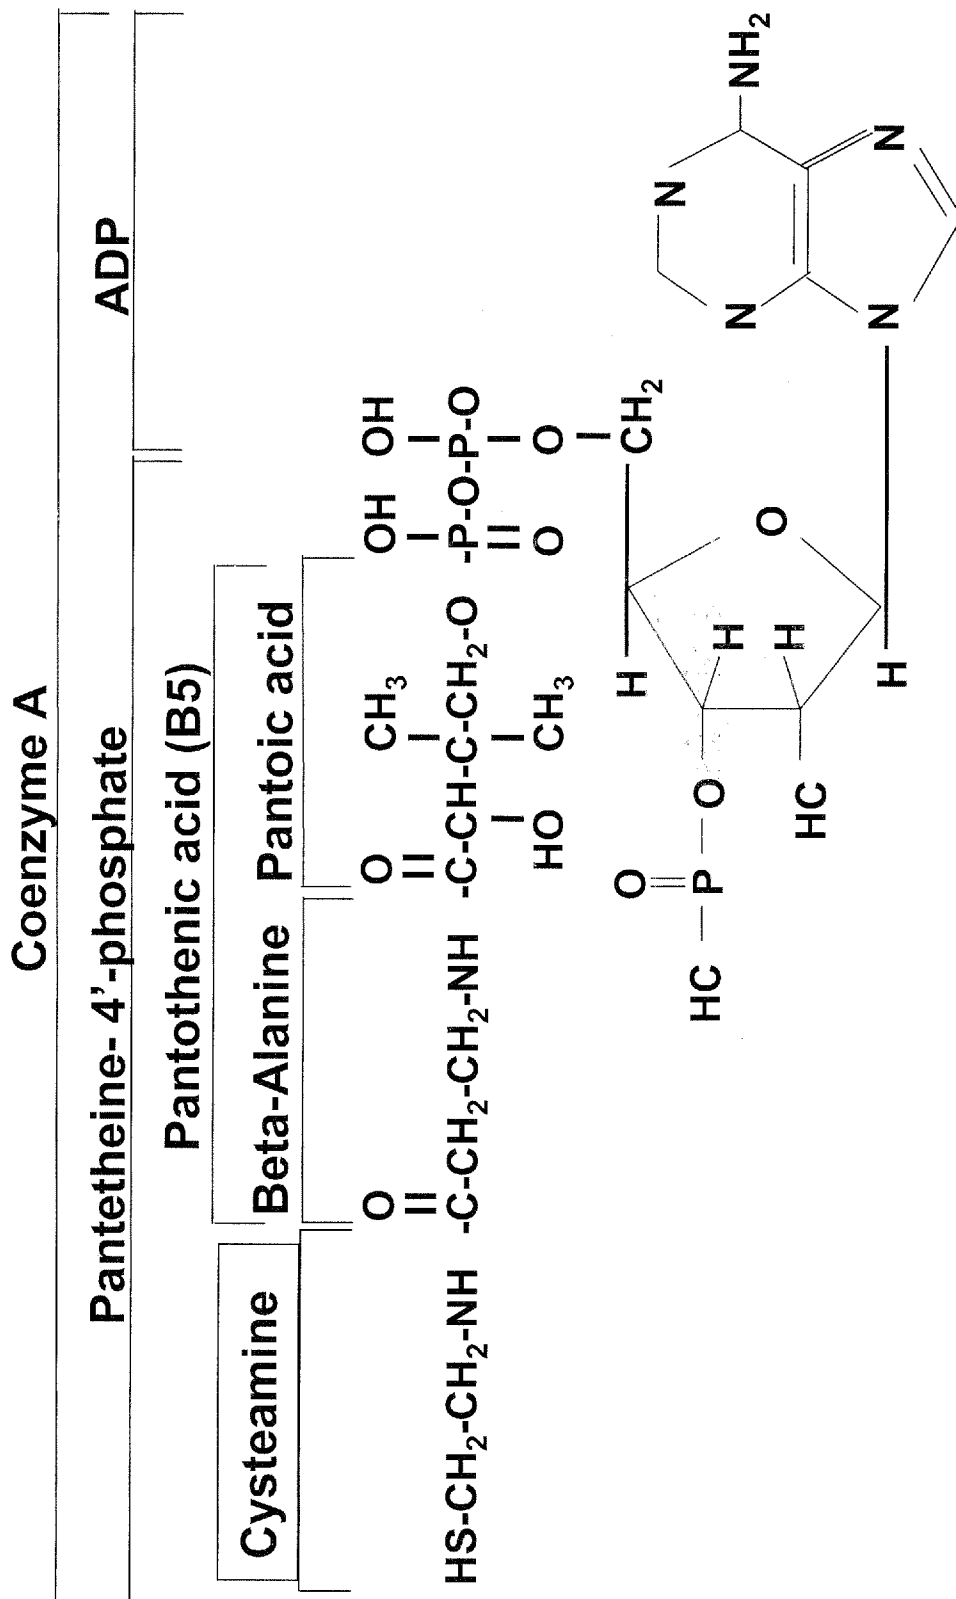 Coenzyme A
Pantetheine- 4'-phosphate ADP
Pantothenic acid (B5)
Cysteamine Beta-Alanine Pantoic acid
O O CH₃ OH OH
HS-CH₂-CH₂-NH -C-CH₂-CH₂-NH -C-CH-C-CH₂-O -P-O-P-O
HO CH₃ O O
O H CH₂
N
HC P O H N NH₂
O
H
HC
H N N